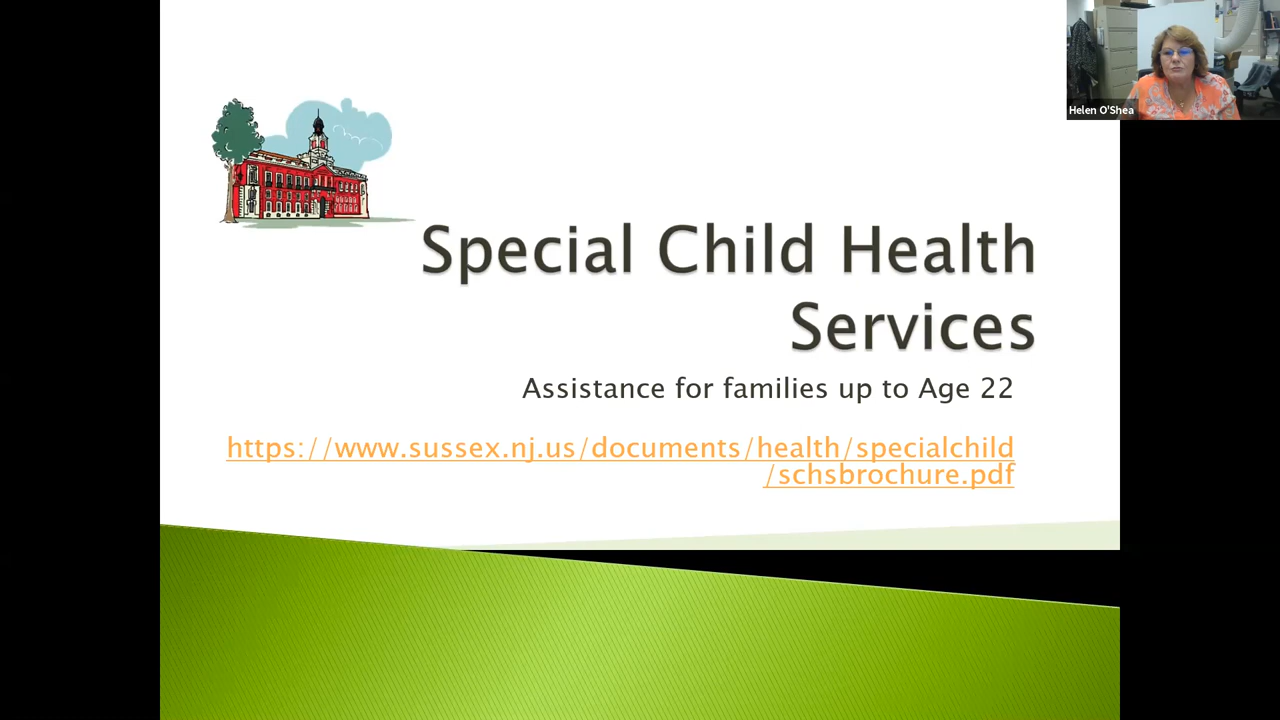 Helen O'Shea
Special Child Health
Services
Assistance for families up to Age 22
https://www.sussex.nj.us/documents/health/specialchild
/schsbrochure.pdf